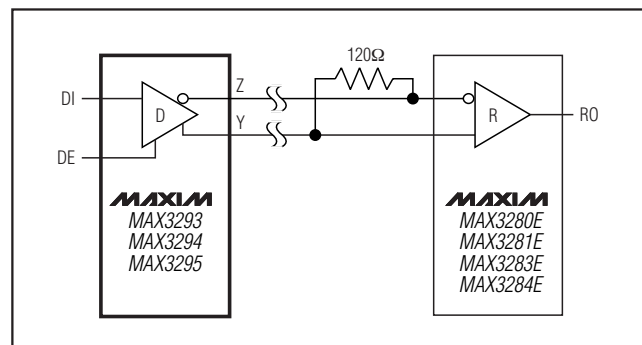 120Ω
DI
D
Z
Y
R
RO
DE
MAXIM
MAX3293
MAX3294
MAX3295
MAXIM
MAX3280E
MAX3281E
MAX3283E
MAX3284E